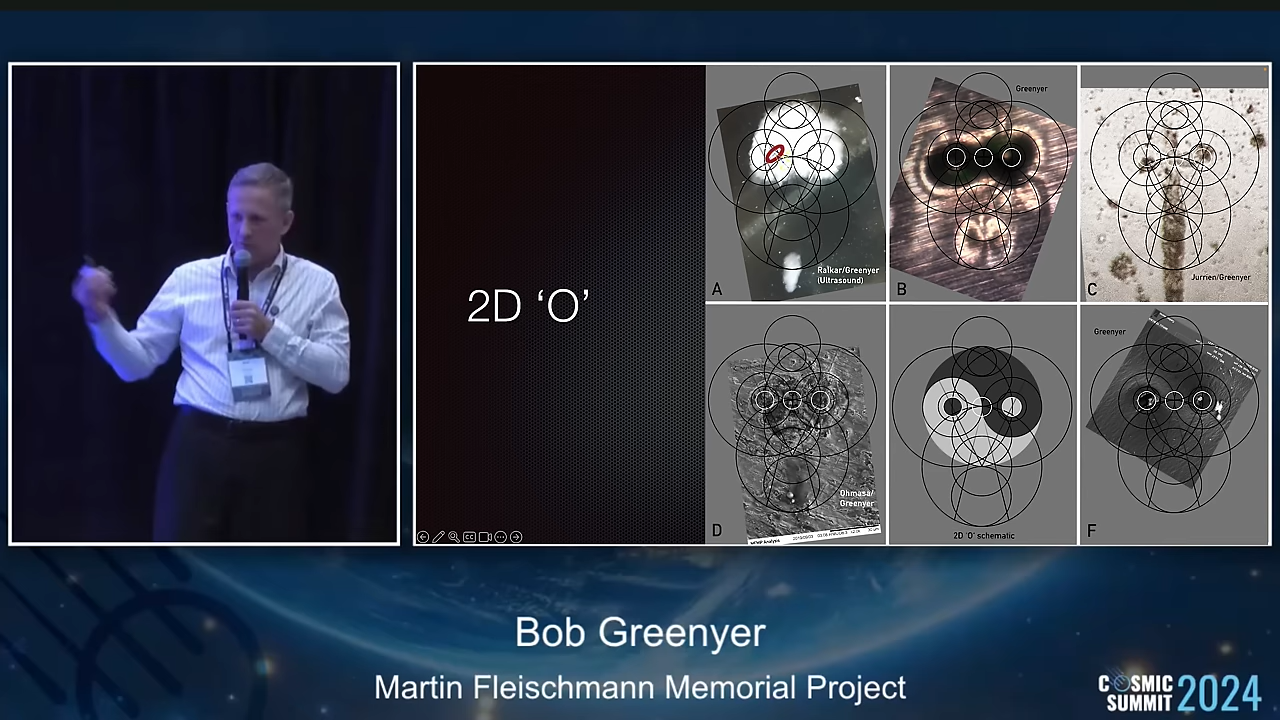 2D ‘O’
A
Ralkar/Greenyer
(Ultrasound)
B
Greenyer
C
Jurrien/Greenyer
D
Ohmasa/
Greenyer
2D 'O' schematic
Greenyer
F
Bob Greenyer
Martin Fleischmann Memorial Project
COSMIC
SUMMIT 2024